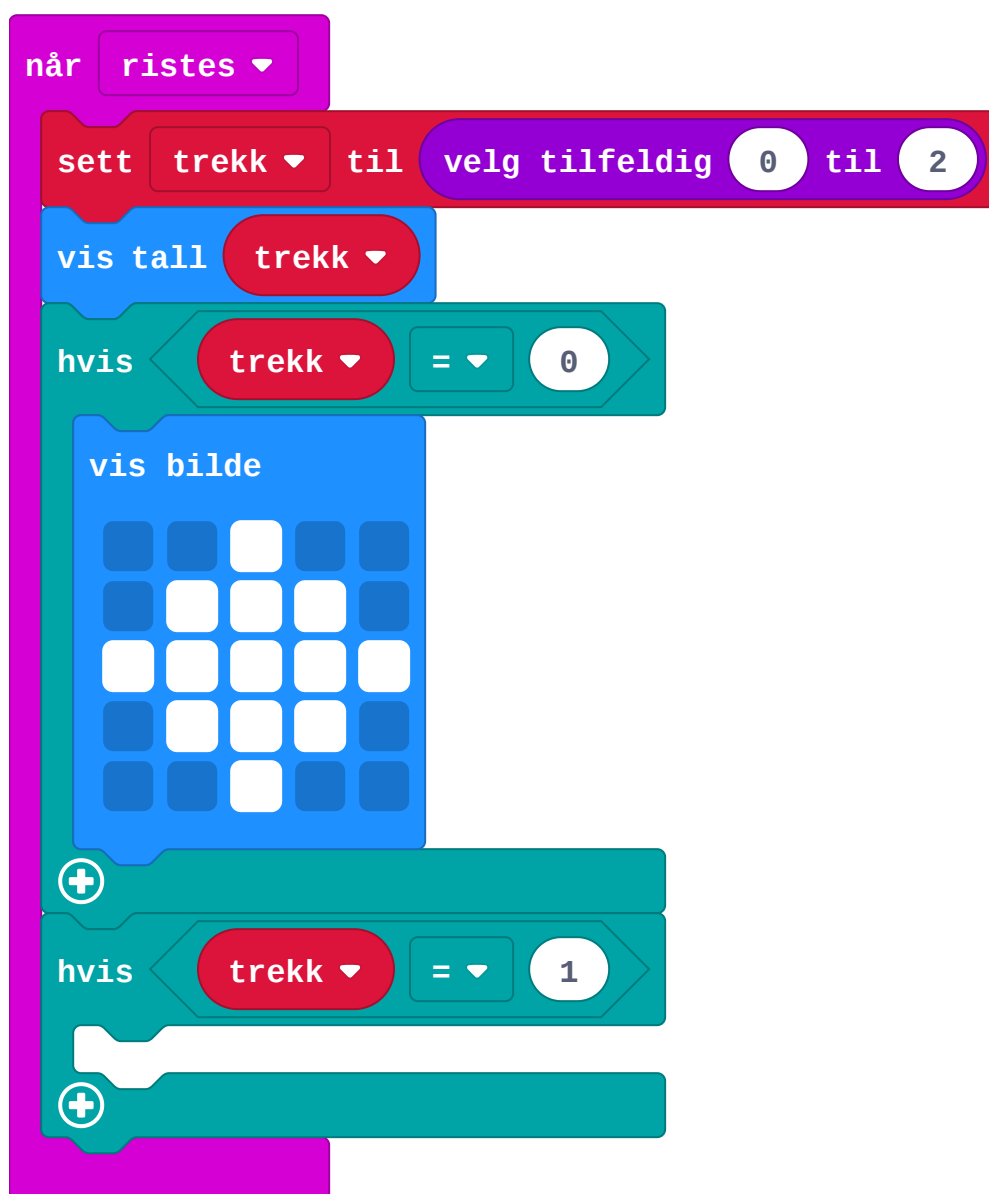 når ristes
sett trekk til velg tilfeldig 0 til 2
vis tall trekk
hvis trekk = 0
vis bilde
hvis trekk = 1